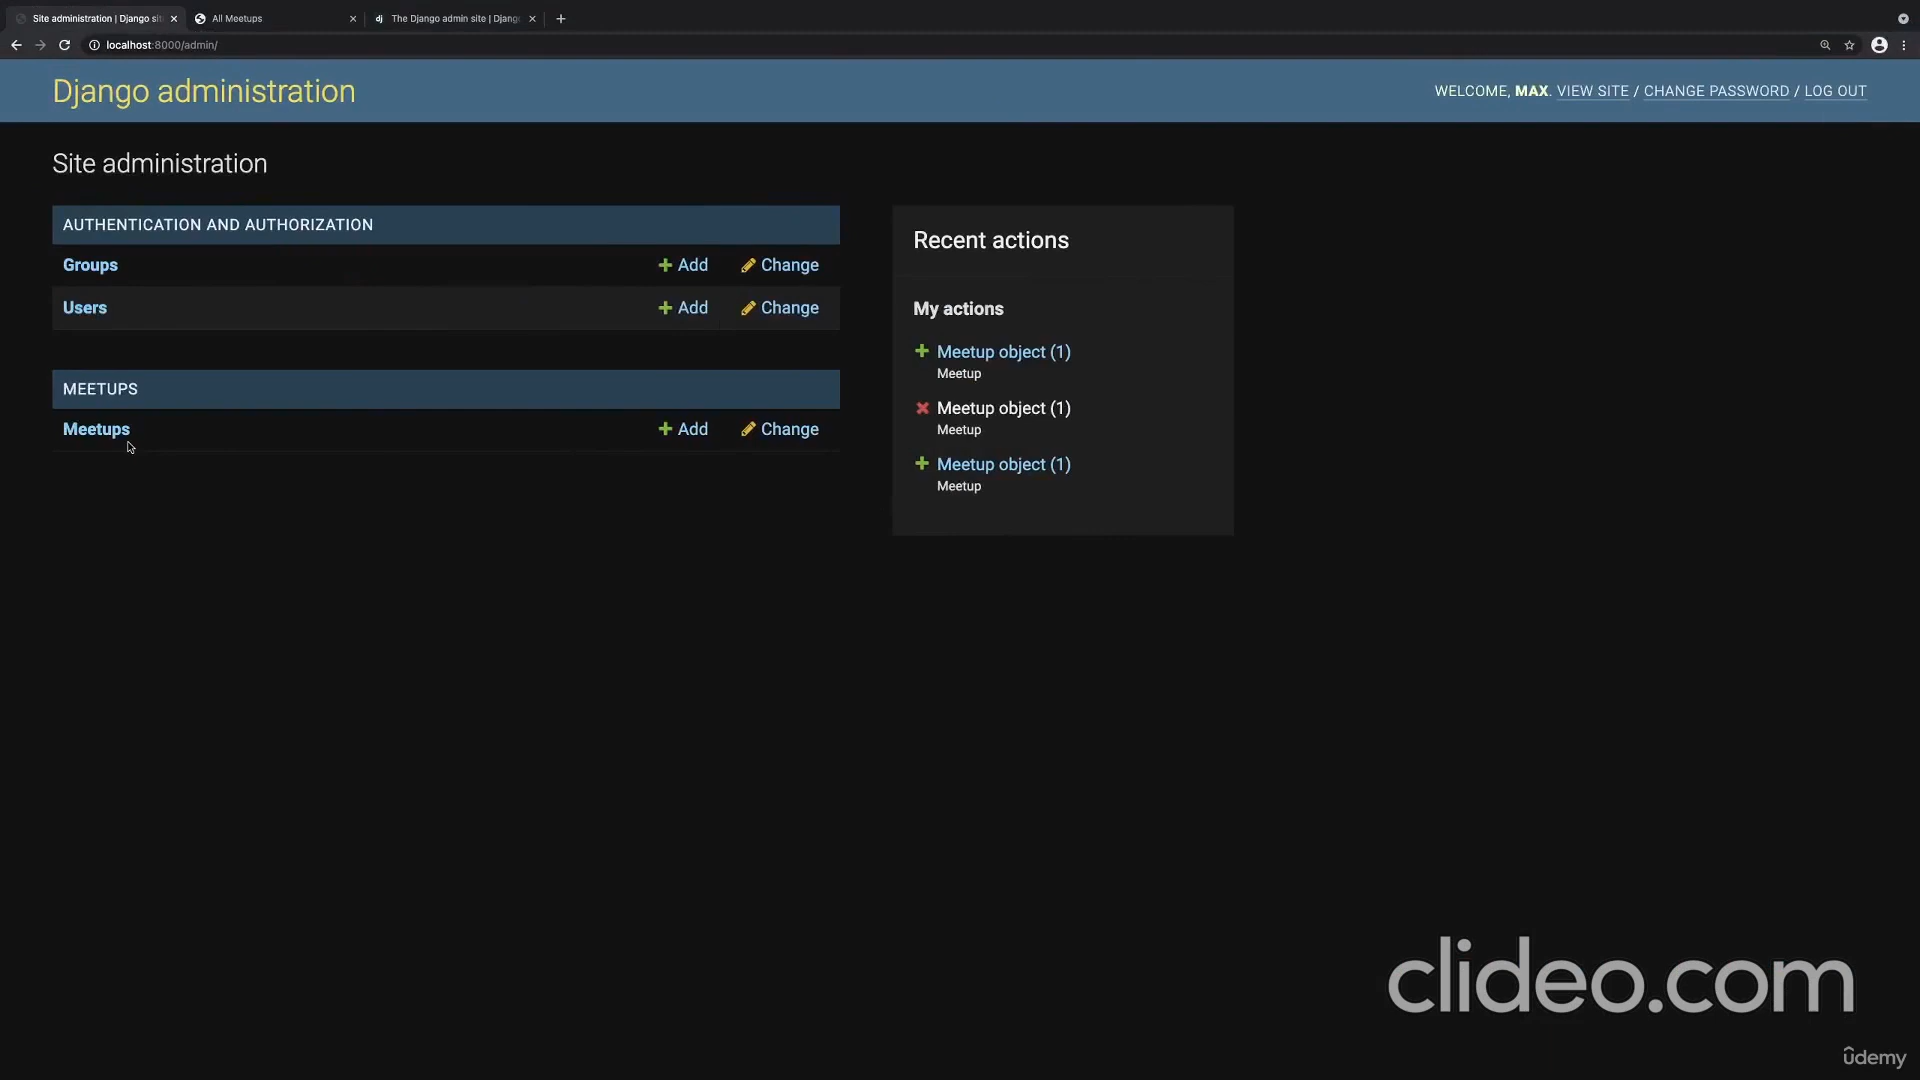 Site administration | Django sit
All Meetups
dj The Django admin site | Djang
localhost:8000/admin/
Django administration
WELCOME, MAX. VIEW SITE / CHANGE PASSWORD / LOG OUT
Site administration
AUTHENTICATION AND AUTHORIZATION
Groups
Add
Change
Users
Add
Change
MEETUPS
Meetups
Add
Change
Recent actions
My actions
Meetup object (1)
Meetup
Meetup object (1)
Meetup
Meetup object (1)
Meetup
clideo.com
udemy